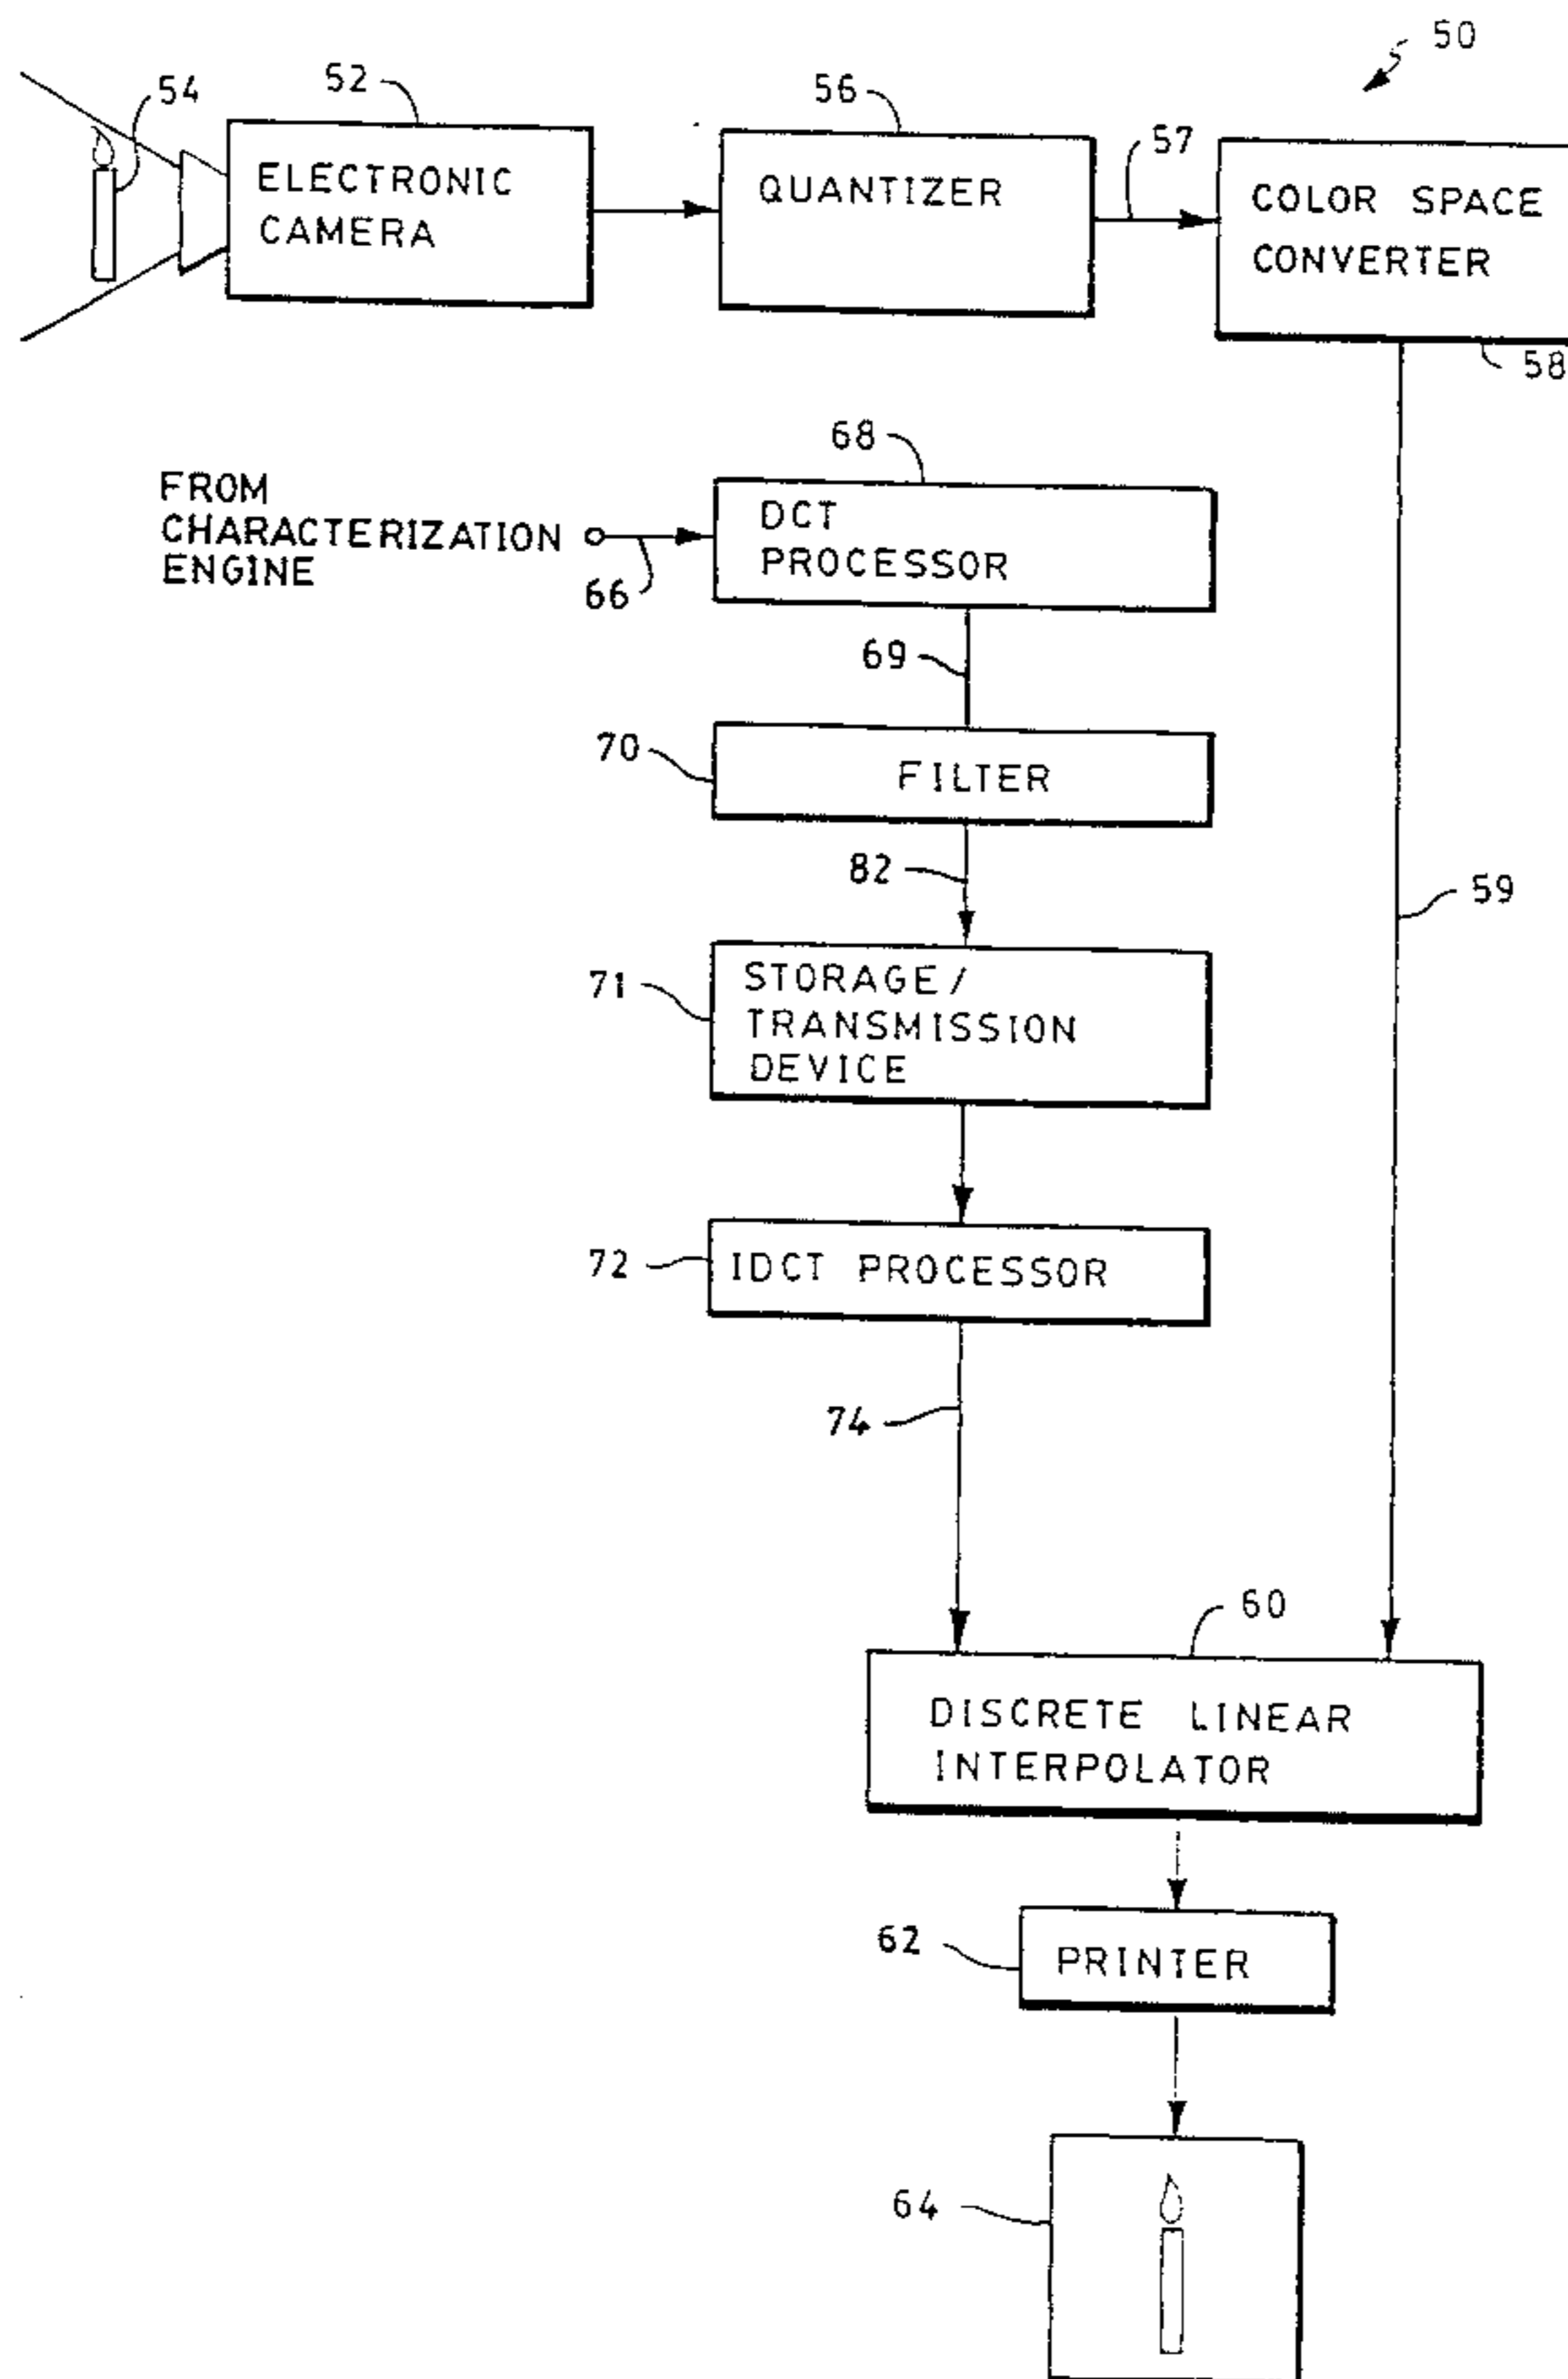 50
54
52
56
57
ELECTRONIC
CAMERA
QUANTIZER
COLOR SPACE
CONVERTER
58
68
FROM
CHARACTERIZATION
ENGINE
66
DCT
PROCESSOR
69
70
FILTER
82
59
71
STORAGE/
TRANSMISSION
DEVICE
72
IDCT PROCESSOR
74
60
DISCRETE LINEAR
INTERPOLATOR
62
PRINTER
64